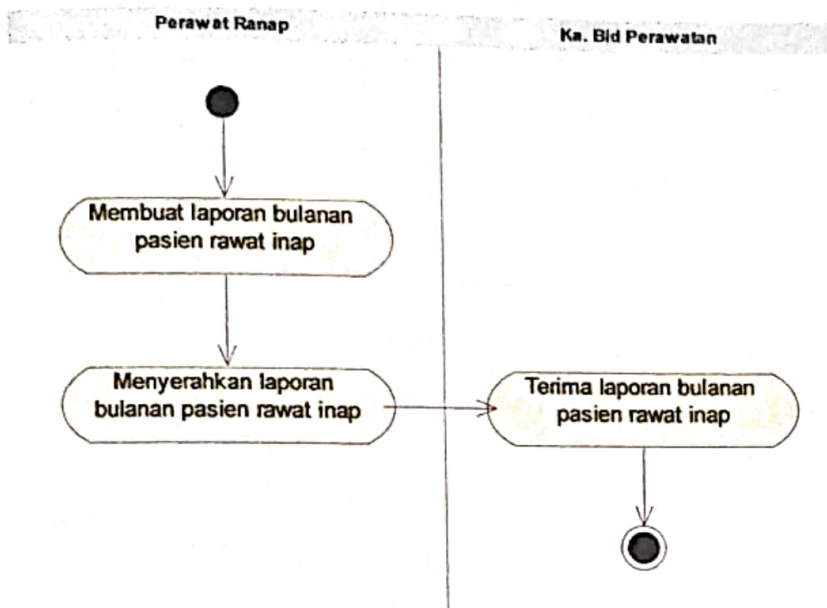 Perawat Ranap
Ka. Bid Perawatan
Membuat laporan bulanan
pasien rawat inap
Menyerahkan laporan
bulanan pasien rawat inap
Terima laporan bulanan
pasien rawat inap